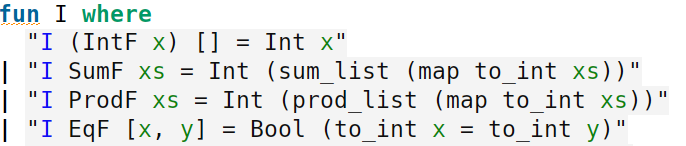 fun I where
"I (IntF x) [] = Int x"
| "I SumF xs = Int (sum_list (map to_int xs))"
| "I ProdF xs = Int (prod_list (map to_int xs))"
| "I EqF [x, y] = Bool (to_int x = to_int y)"